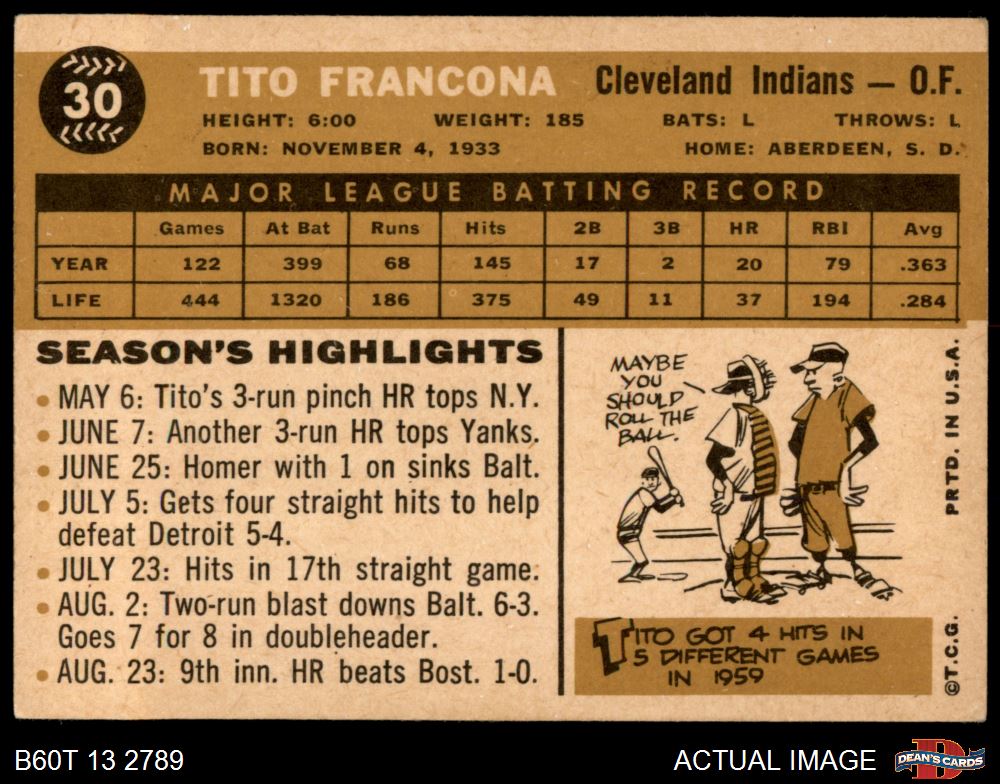 30
TITO FRANCONA Cleveland Indians — O.F.
HEIGHT: 6:00 WEIGHT: 185 BATS: L THROWS: L
BORN: NOVEMBER 4, 1933 HOME: ABERDEEN, S. D.
MAJOR LEAGUE BATTING RECORD
Games At Bat Runs Hits 2B 3B HR RBI Avg
YEAR 122 399 68 145 17 2 20 79 .363
LIFE 444 1320 186 375 49 11 37 194 .284
SEASON'S HIGHLIGHTS
• MAY 6: Tito's 3-run pinch HR tops N.Y.
• JUNE 7: Another 3-run HR tops Yanks.
• JUNE 25: Homer with 1 on sinks Balt.
• JULY 5: Gets four straight hits to help
defeat Detroit 5-4.
• JULY 23: Hits in 17th straight game.
• AUG. 2: Two-run blast downs Balt. 6-3.
Goes 7 for 8 in doubleheader.
• AUG. 23: 9th inn. HR beats Bost. 1-0.
MAYBE
YOU
SHOULD
ROLL THE
BALL.
TITO GOT 4 HITS IN
5 DIFFERENT GAMES
IN 1959
©T.C.G. PRTD. IN U.S.A.
B60T 13 2789 ACTUAL IMAGE
DEAN'S CARDS